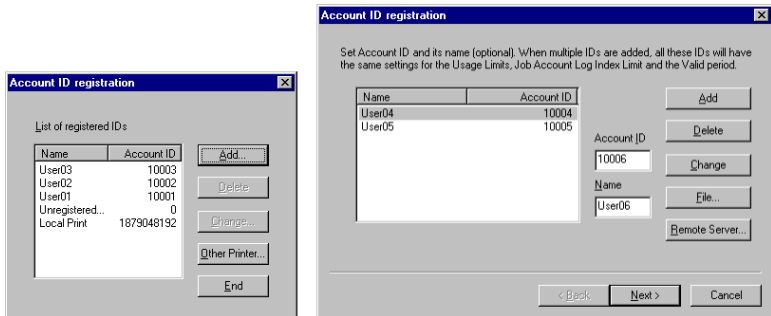 Account ID registration
List of registered IDs
Name Account ID
User03 10003
User02 10002
User01 10001
Unregistered... 0
Local Print 1879048192
Add...
Delete
Change...
Other Printer...
End
Account ID registration
Set Account ID and its name (optional). When multiple IDs are added, all these IDs will have
the same settings for the Usage Limits, Job Account Log Index Limit and the Valid period.
Name Account ID
User04 10004
User05 10005
Account ID
10006
Name
User06
Add
Delete
Change
File...
Remote Server...
< Back
Next >
Cancel